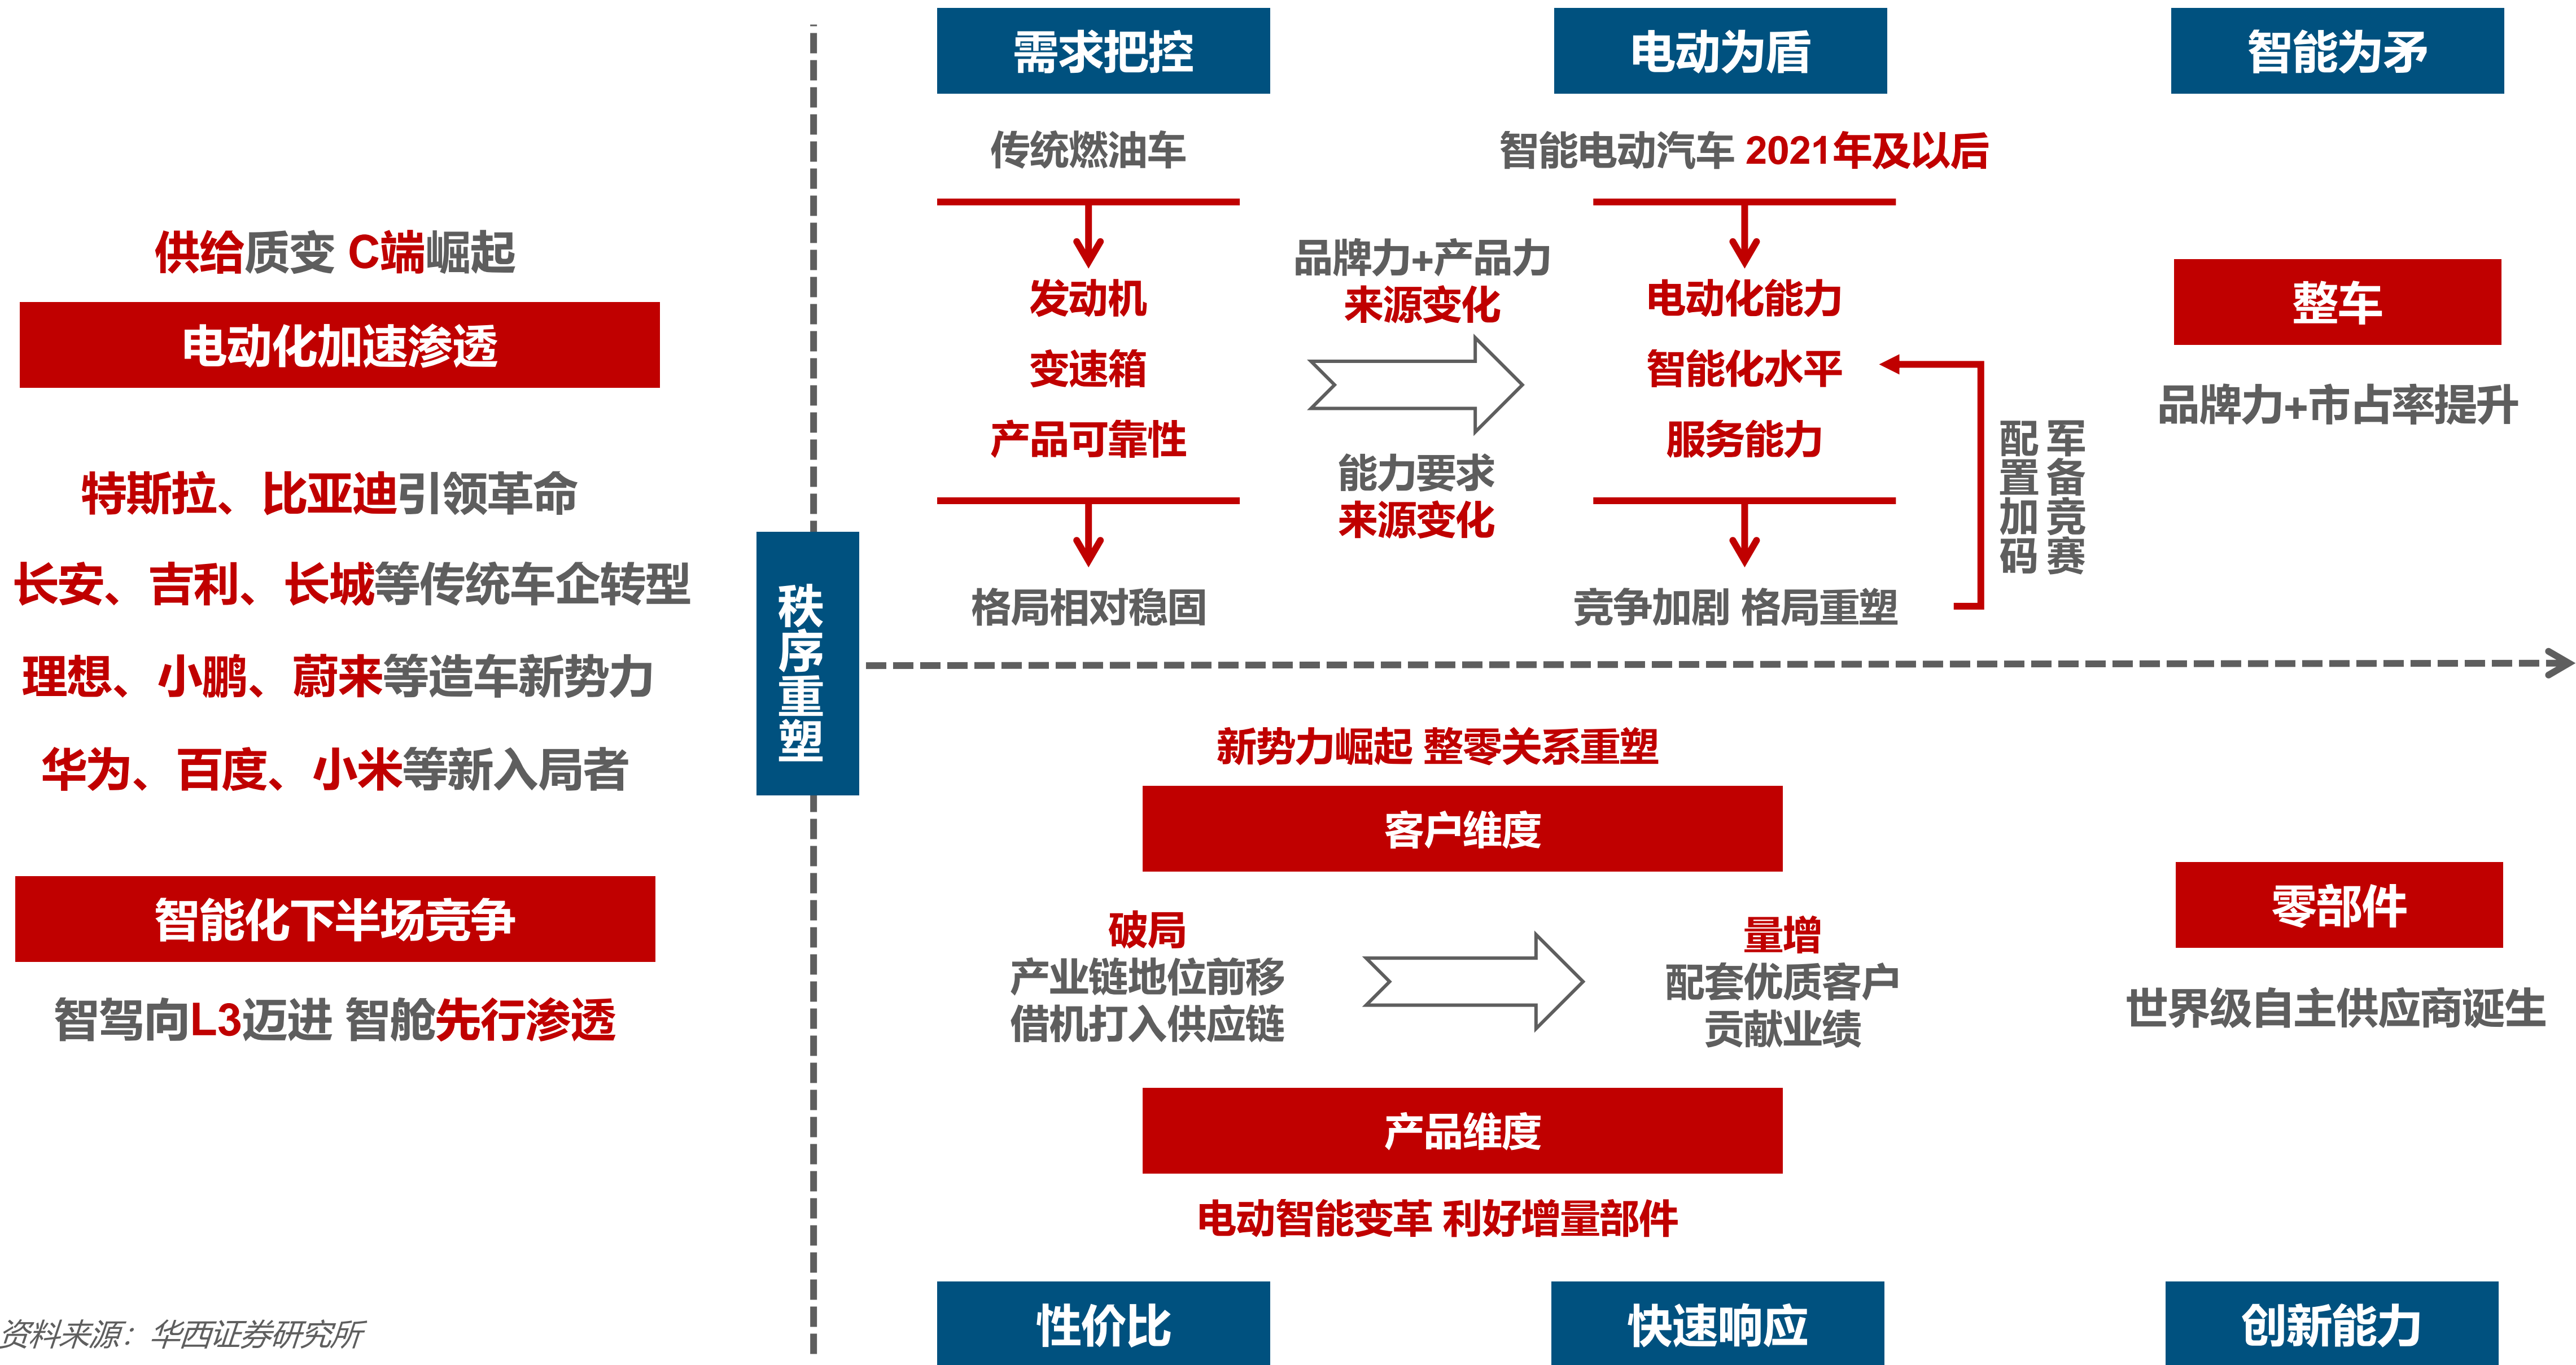 供给质变 C端崛起
电动化加速渗透
特斯拉、比亚迪引领革命
长安、吉利、长城等传统车企转型
理想、小鹏、蔚来等造车新势力
华为、百度、小米等新入局者
智能化下半场竞争
智驾向L3迈进 智舱先行渗透
秩序重塑
需求把控
电动为盾
智能为矛
传统燃油车
发动机
变速箱
产品可靠性
格局相对稳固
品牌力+产品力
来源变化
能力要求
来源变化
智能电动汽车 2021年及以后
电动化能力
智能化水平
服务能力
竞争加剧 格局重塑
军备竞赛
配置加码
整车
品牌力+市占率提升
新势力崛起 整零关系重塑
客户维度
破局
产业链地位前移
借机打入供应链
量增
配套优质客户
贡献业绩
产品维度
电动智能变革 利好增量部件
零部件
世界级自主供应商诞生
性价比
快速响应
创新能力
资料来源：华西证券研究所